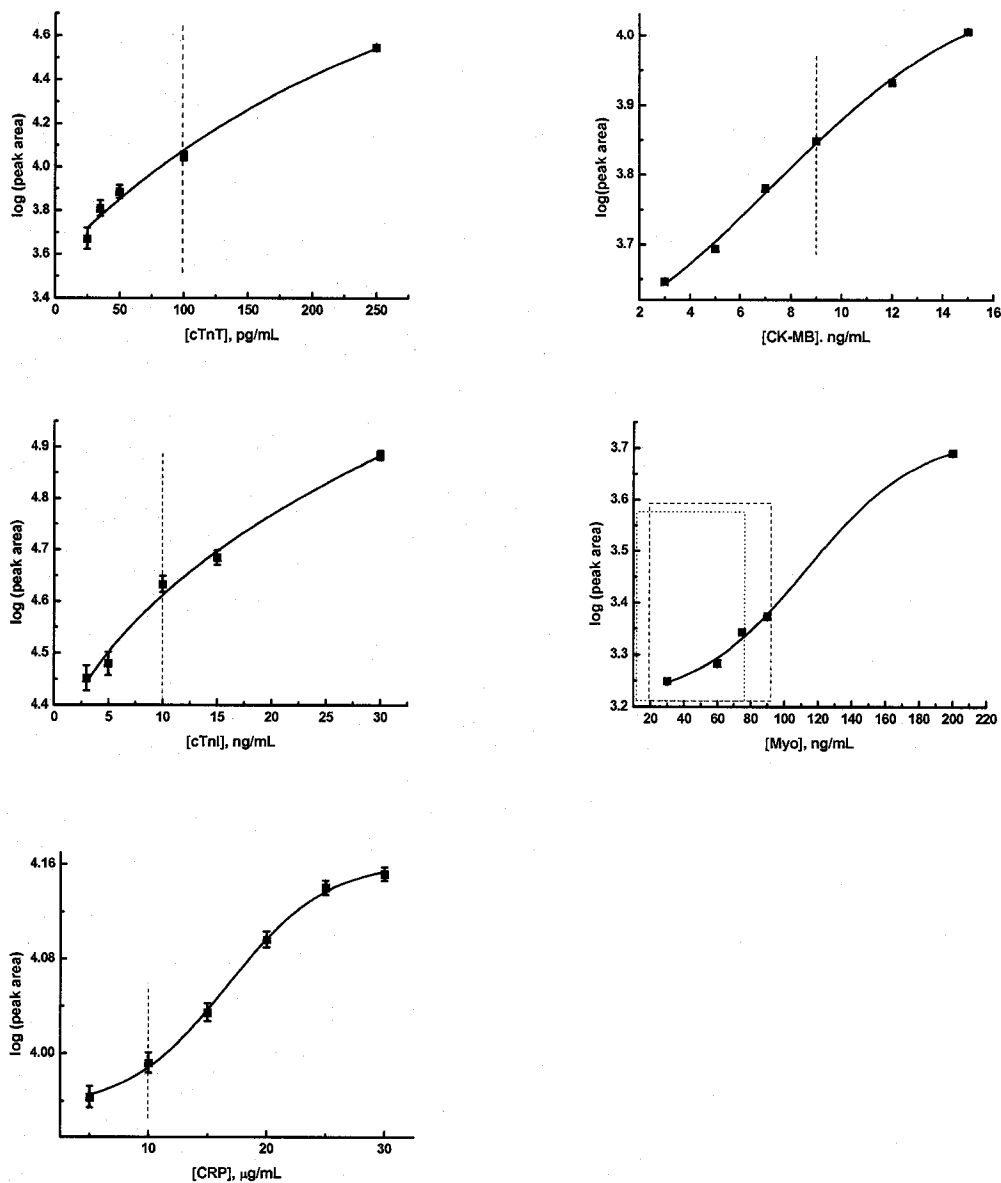 log (peak area)
4.6
4.4
4.2
4.0
3.8
3.6
3.4
0 50 100 150 200 250
[cTnT], pg/mL
log(peak area)
4.0
3.9
3.8
3.7
2 4 6 8 10 12 14 16
[CK-MB]. ng/mL
log (peak area)
4.9
4.8
4.7
4.6
4.5
4.4
0 5 10 15 20 25 30
[cTnI], ng/mL
log (peak area)
3.7
3.6
3.5
3.4
3.3
3.2
20 40 60 80 100 120 140 160 180 200 220
[Myo], ng/mL
log (peak area)
4.16
4.08
4.00
10 20 30
[CRP], μg/mL